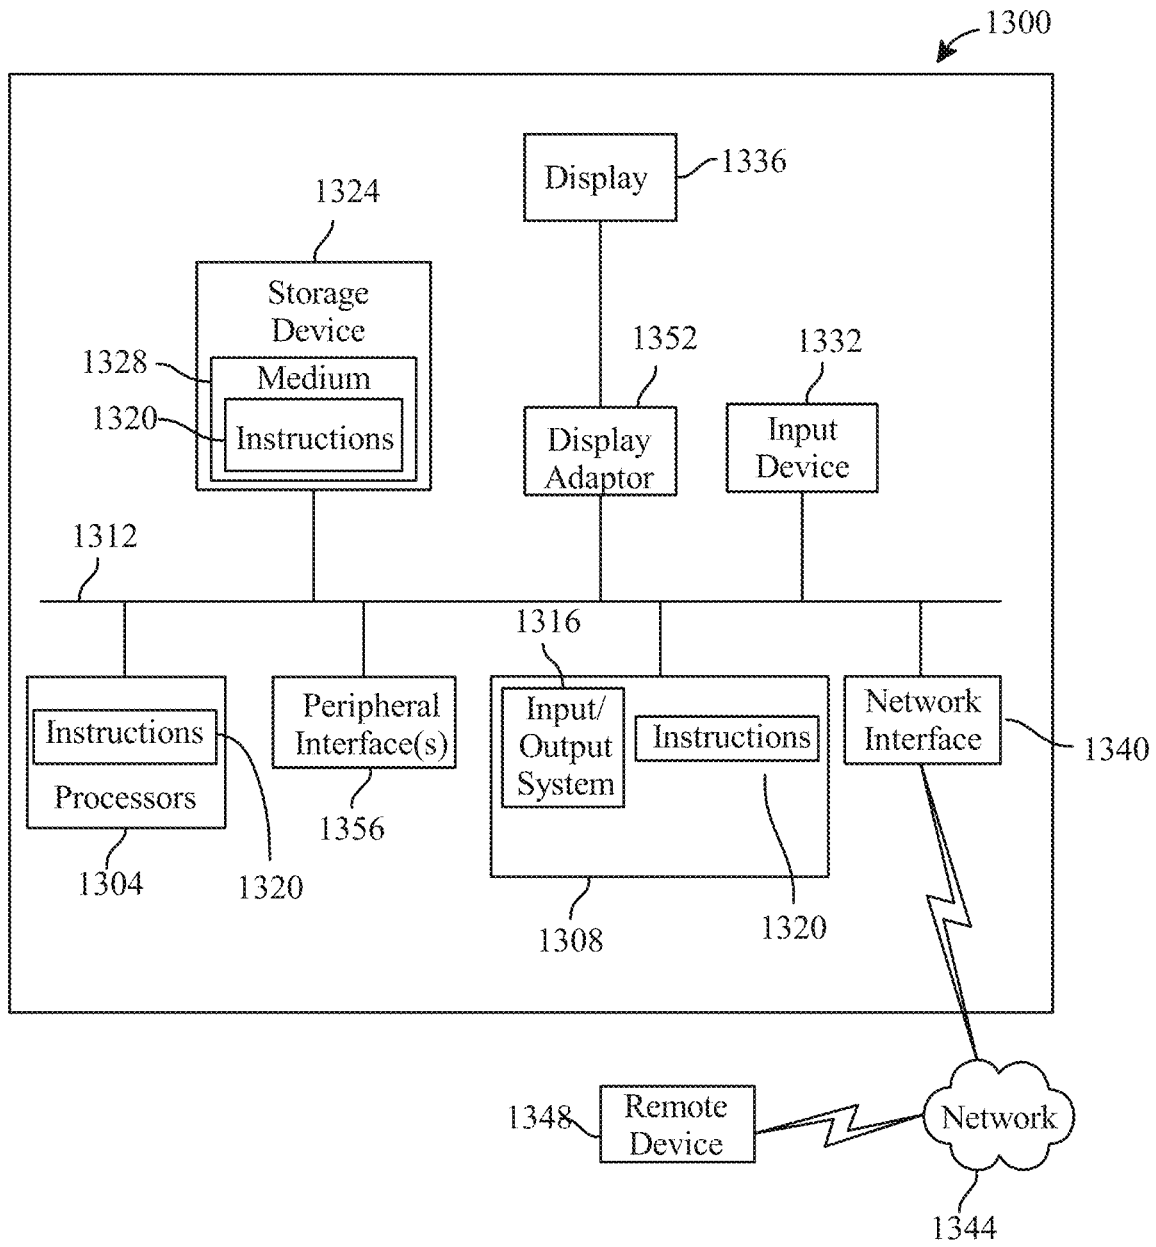 1300
Display
1336
1324
Storage
Device
1328
Medium
1320
Instructions
1352
Display
Adaptor
1332
Input
Device
1312
1316
Instructions
Processors
1304
1320
Peripheral
Interface(s)
1356
Input/
Output
System
Instructions
1308
1320
Network
Interface
1340
1348
Remote
Device
Network
1344